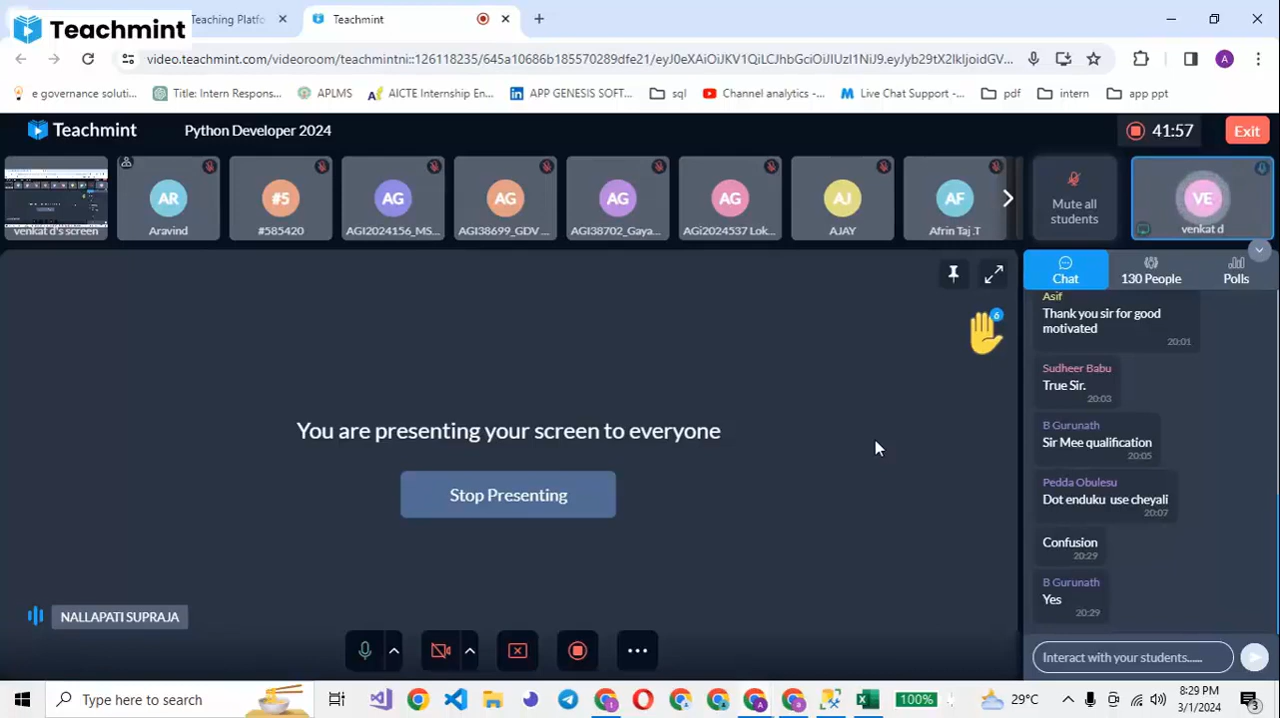 Teachmint
Teaching Platfo
Teachmint
video.teachmint.com/videoroom/teachmintni::126118235/645a10686b185570289dfe21/eyJ0eXAiOiJKV1QiLCJhbGciOiJIUzI1NiJ9.eyJyb29tX2lkIjoidGV...
A
e governance soluti...
Title: Intern Respons...
APLMS
AICTE Internship En...
APP GENESIS SOFT...
sql
Channel analytics -...
Live Chat Support -...
pdf
intern
app ppt
Teachmint
Python Developer 2024
41:57
Exit
venkat d's screen
AR
Aravind
#5
#585420
AG
AGI2024156_MS...
AG
AGI38699_GDV ...
AG
AGI38702_Gaya...
AG
AGi2024537 Lok...
AJ
AJAY
AF
Afrin Taj .T
Mute all
students
VE
venkat d
Chat
130 People
Polls
6
Asif
Thank you sir for good
motivated
20:01
Sudheer Babu
True Sir.
20:03
B Gurunath
Sir Mee qualification
20:05
Pedda Obulesu
Dot enduku use cheyali
20:07
Confusion
20:29
B Gurunath
Yes
20:29
You are presenting your screen to everyone
Stop Presenting
NALLAPATI SUPRAJA
Interact with your students......
Type here to search
100%
29°C
8:29 PM
3/1/2024
3